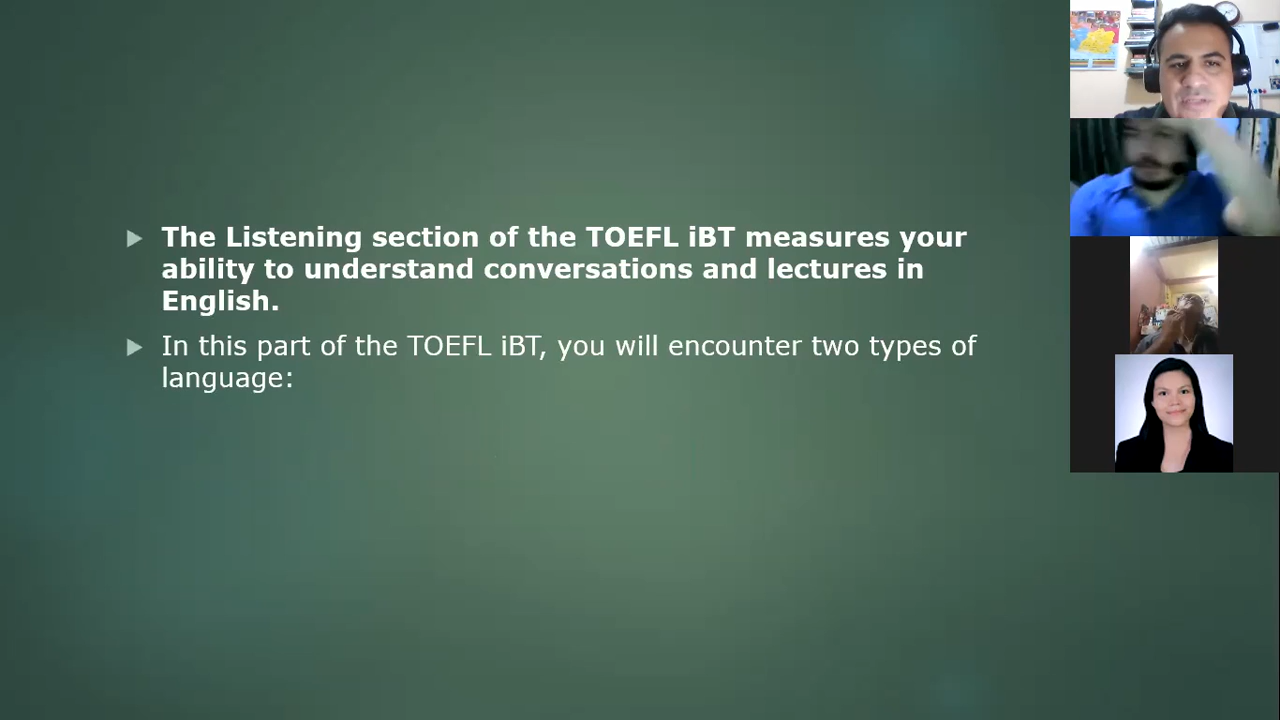 The Listening section of the TOEFL iBT measures your
ability to understand conversations and lectures in
English.
In this part of the TOEFL iBT, you will encounter two types of
language: